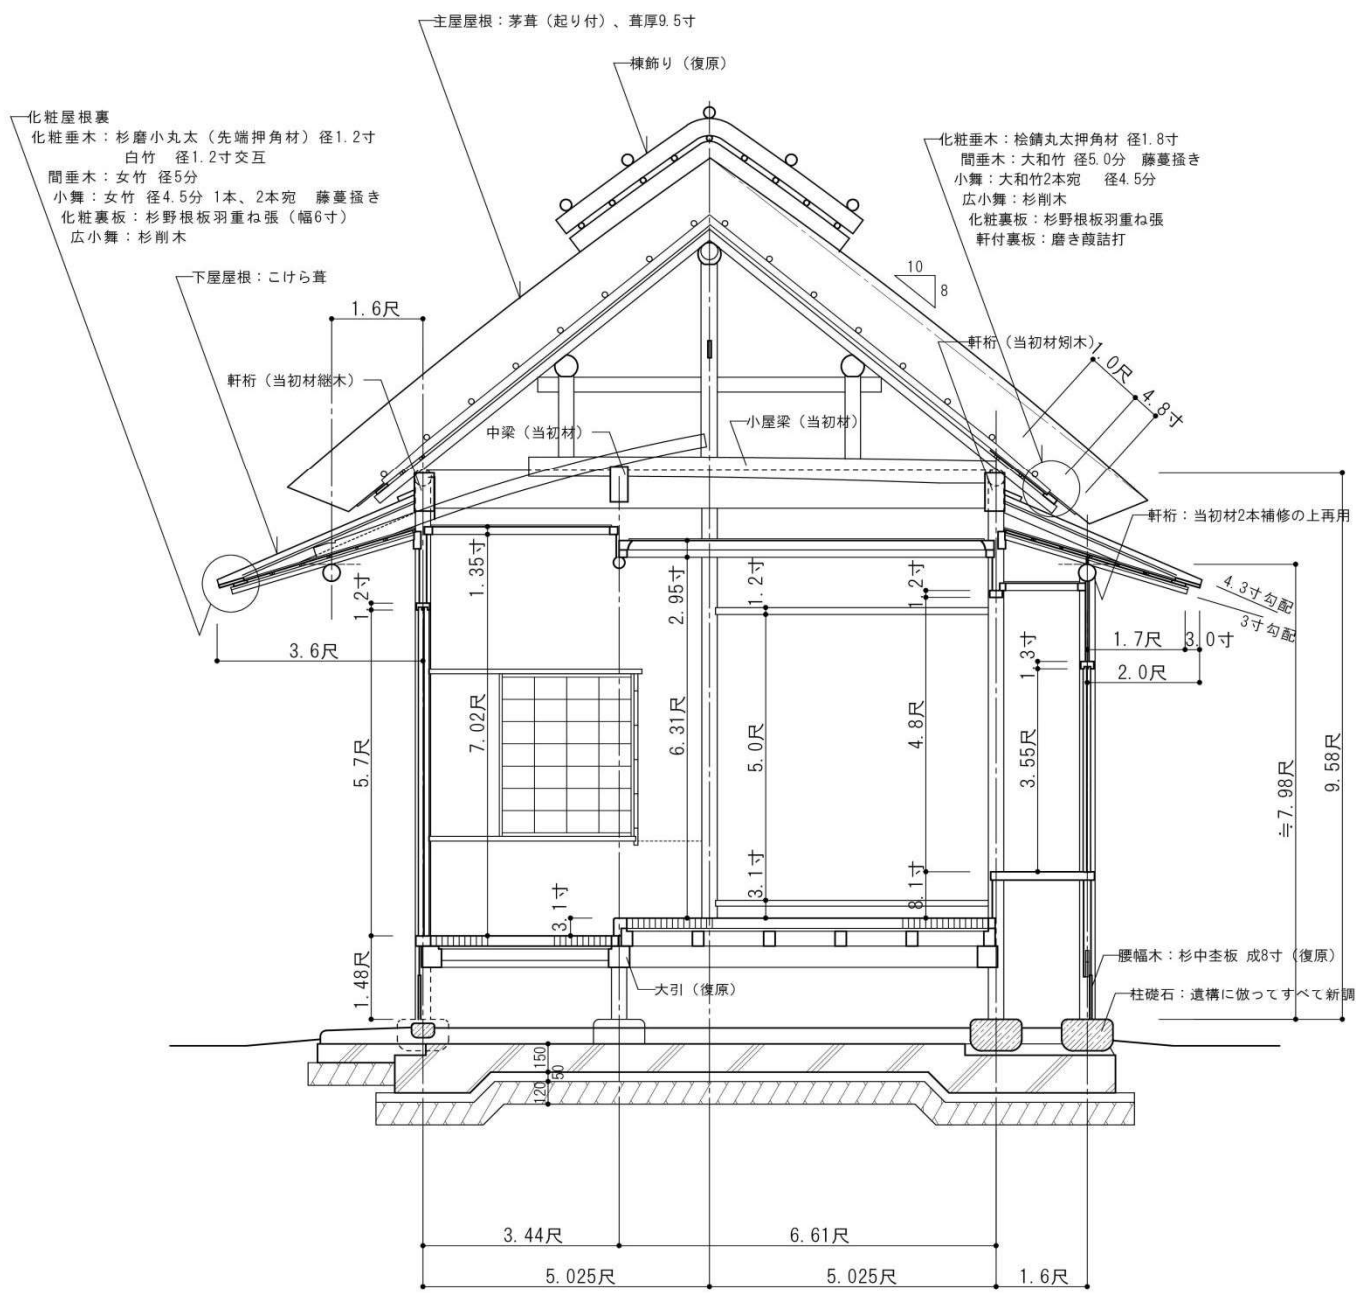 主屋屋根：茅葺（起り付）、葺厚9.5寸
棟飾り（復原）
化粧屋根裏
化粧垂木：杉磨小丸太（先端押角材）径1.2寸
白竹　径1.2寸交互
間垂木：女竹 径5分
小舞：女竹 径4.5分 1本、2本宛　藤蔓掻き
化粧裏板：杉野根板羽重ね張（幅6寸）
広小舞：杉削木
化粧垂木：桧錆丸太押角材 径1.8寸
間垂木：大和竹 径5.0分　藤蔓掻き
小舞：大和竹2本宛　径4.5分
広小舞：杉削木
化粧裏板：杉野根板羽重ね張
軒付裏板：磨き葭詰打
下屋屋根：こけら葺
10
8
1.6尺
軒桁（当初材矧木）
1.0尺
4.8寸
軒桁（当初材継木）
中梁（当初材）
小屋梁（当初材）
軒桁：当初材2本補修の上再用
1.2寸
1.35寸
2.95寸
1.2寸
1.2寸
4.3寸勾配
3寸勾配
3.6尺
1.3寸
1.7尺
3.0寸
2.0尺
5.7尺
7.02尺
6.31尺
5.0尺
4.8尺
3.55尺
≒7.98尺
9.58尺
3.1寸
3.1寸
8.1寸
1.48尺
大引（復原）
腰幅木：杉中杢板 成8寸（復原）
柱礎石：遺構に倣ってすべて新調
150
50
120
3.44尺
6.61尺
5.025尺
5.025尺
1.6尺